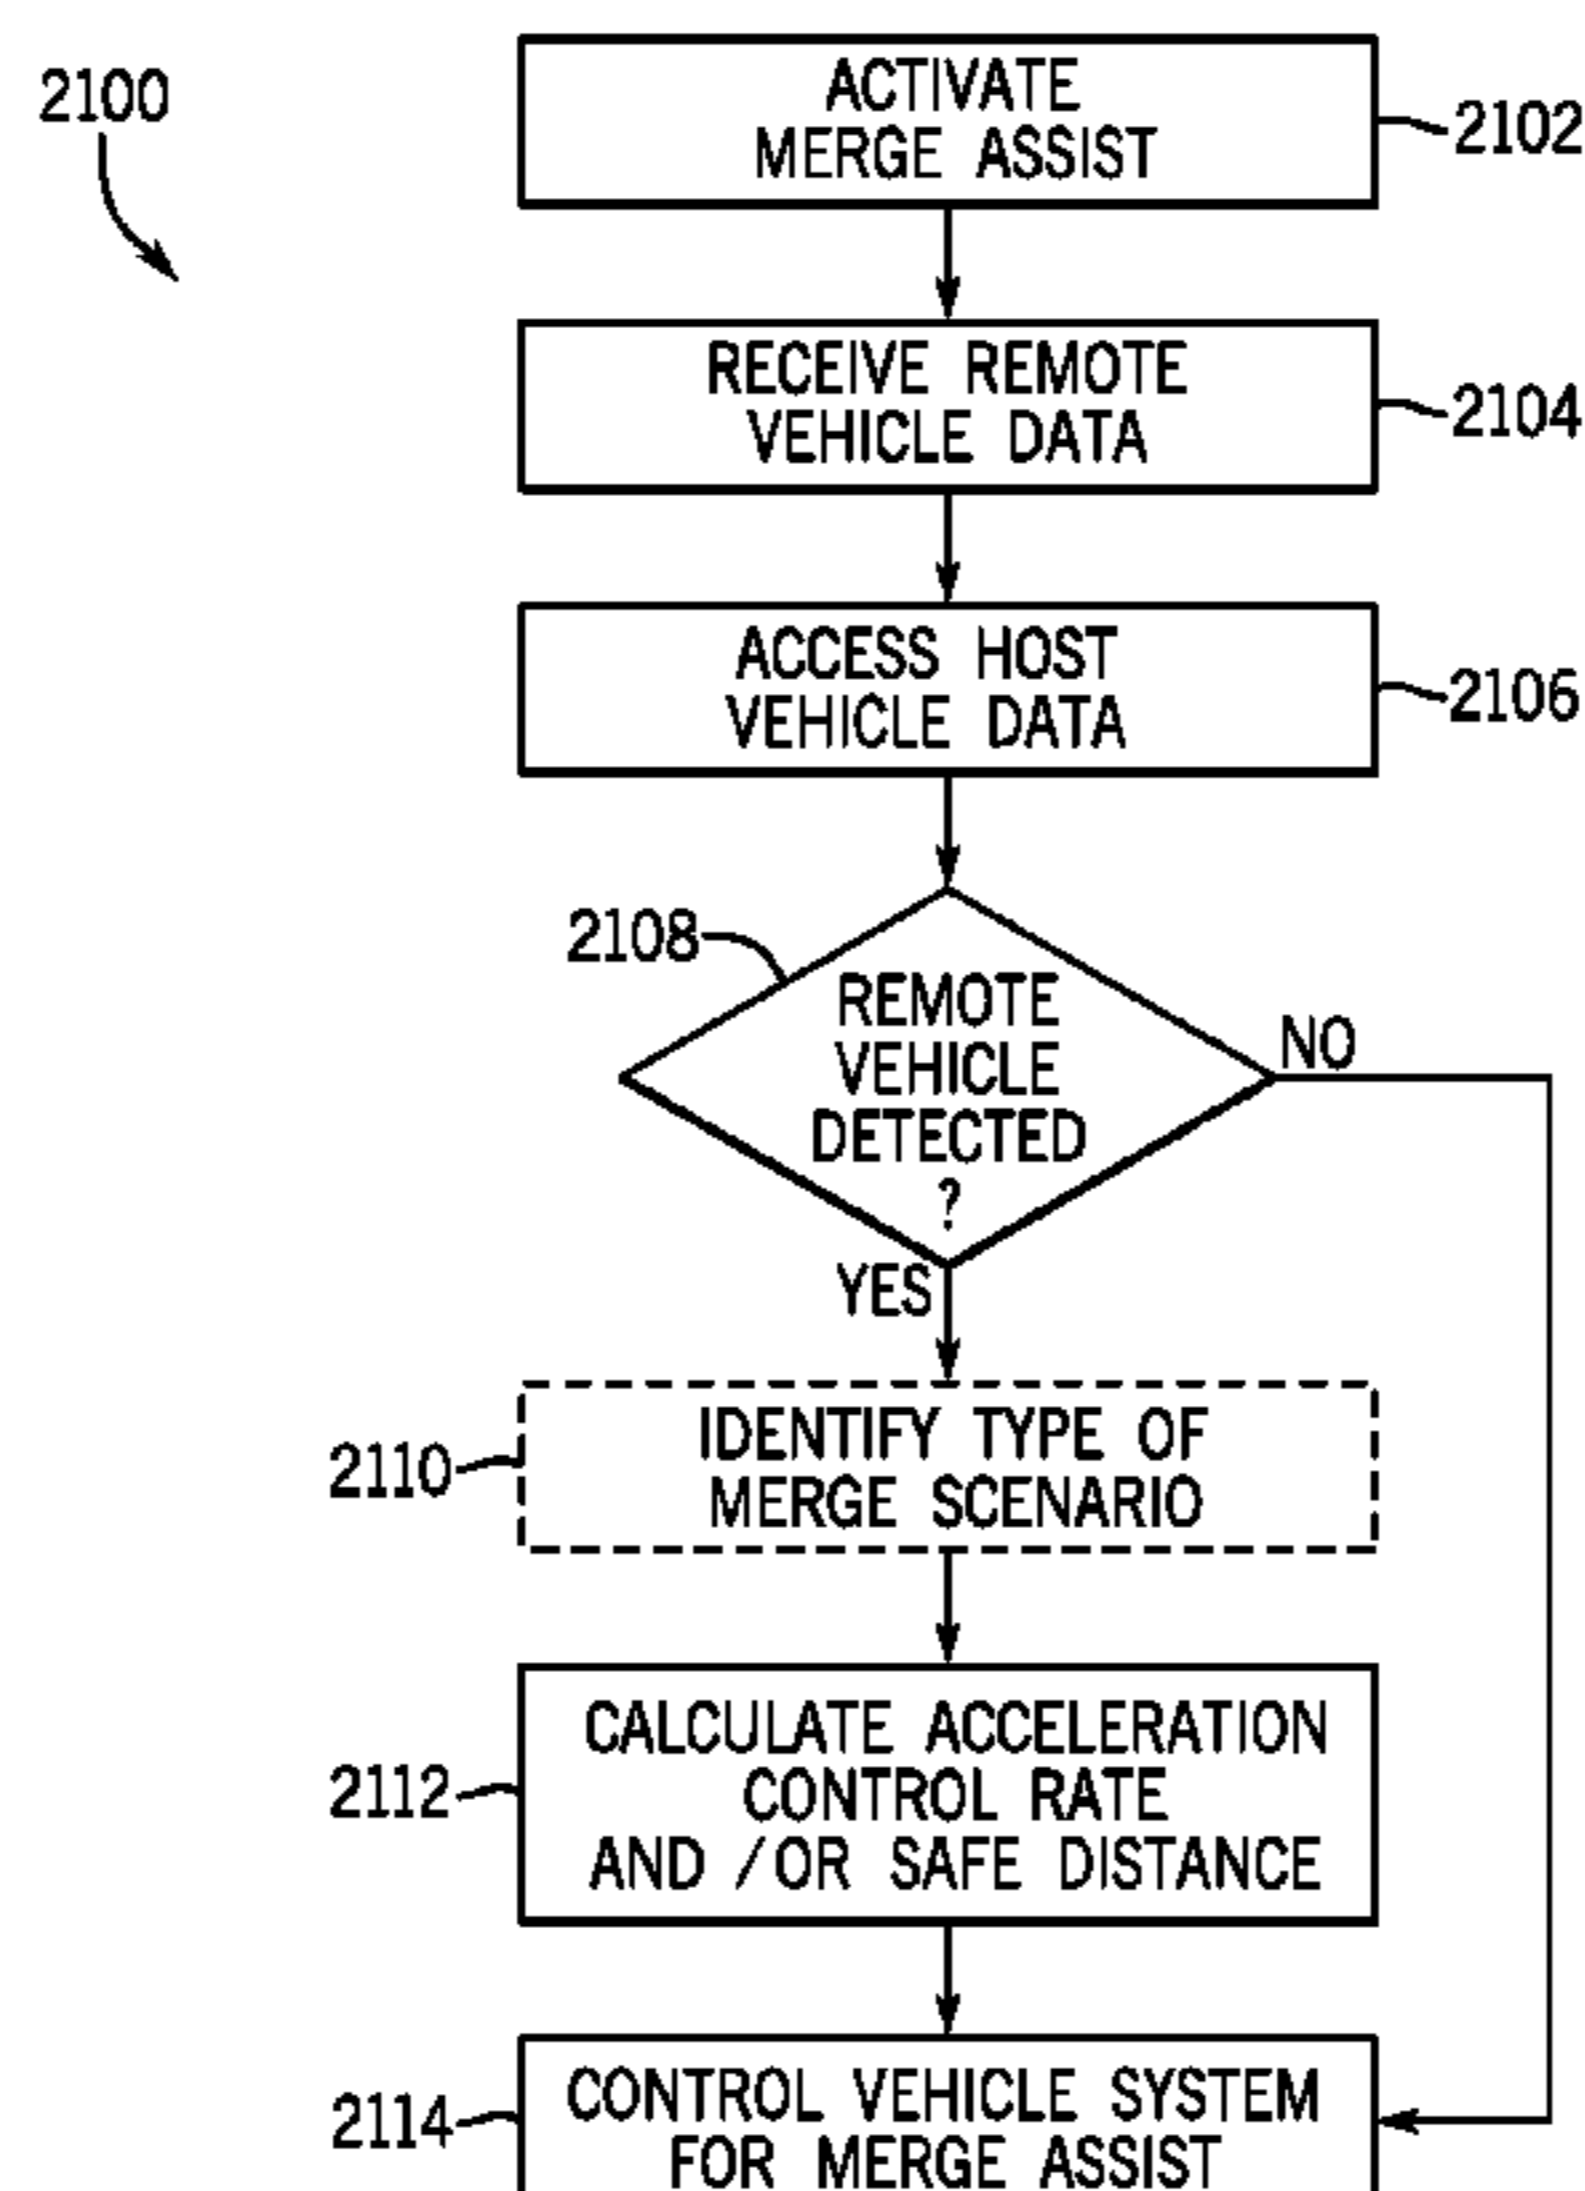 2100
ACTIVATE
MERGE ASSIST
2102
RECEIVE REMOTE
VEHICLE DATA
2104
ACCESS HOST
VEHICLE DATA
2106
2108
REMOTE
VEHICLE
DETECTED
?
NO
YES
2110
IDENTIFY TYPE OF
MERGE SCENARIO
2112
CALCULATE ACCELERATION
CONTROL RATE
AND /OR SAFE DISTANCE
2114
CONTROL VEHICLE SYSTEM
FOR MERGE ASSIST